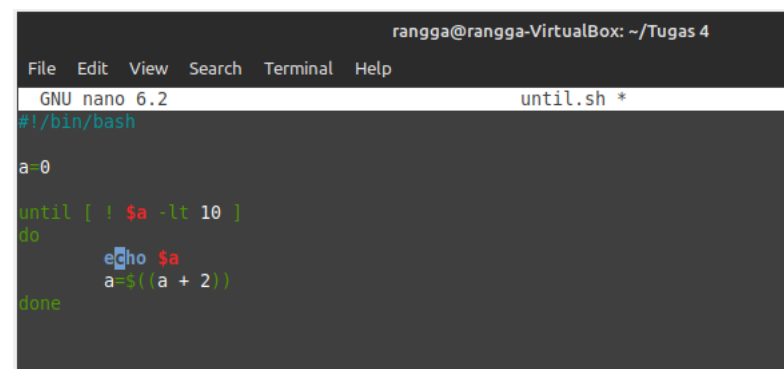 rangga@rangga-VirtualBox: ~/Tugas 4
File Edit View Search Terminal Help
GNU nano 6.2 until.sh *
#!/bin/bash
a=0
until [ ! $a -lt 10 ]
do
echo $a
a=$((a + 2))
done